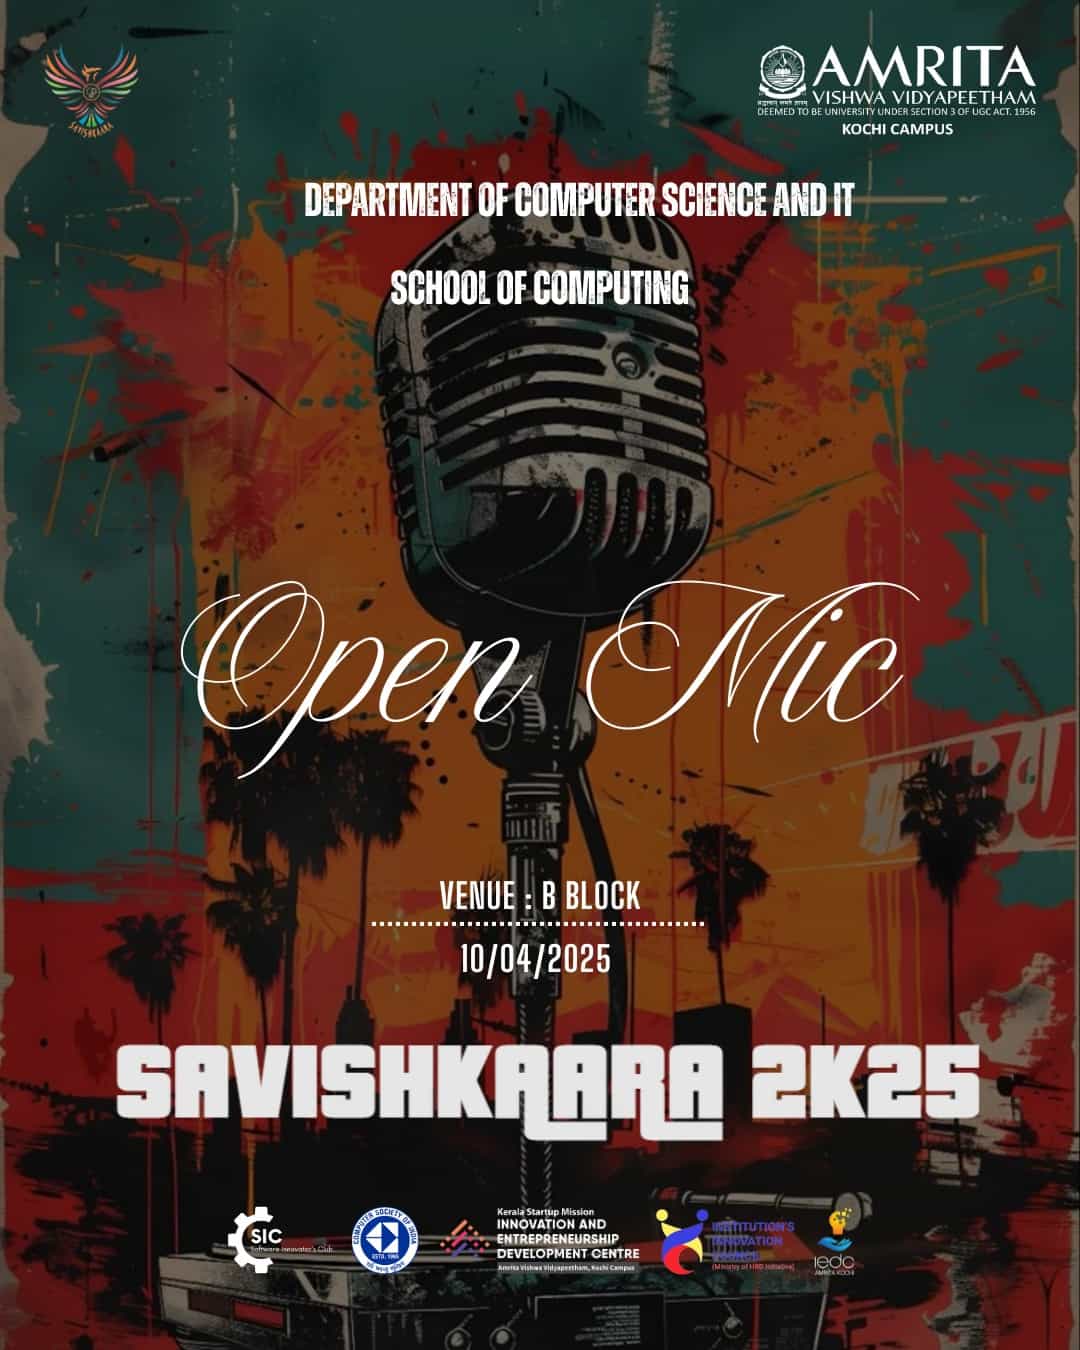 SAVISHKAARA
AMRITA
VISHWA VIDYAPEETHAM
DEEMED TO BE UNIVERSITY UNDER SECTION 3 OF UGC ACT. 1956
KOCHI CAMPUS
DEPARTMENT OF COMPUTER SCIENCE AND IT
SCHOOL OF COMPUTING
Open Mic
VENUE : B BLOCK
10/04/2025
SAVISHKAARA 2K25
SIC
Software Innovator's Club
COMPUTER SOCIETY OF INDIA
ESTD. 1965
Kerala Startup Mission
INNOVATION AND
ENTREPRENEURSHIP
DEVELOPMENT CENTRE
Amrita Vishwa Vidyapeetham, Kochi Campus
INSTITUTION'S
INNOVATION
COUNCIL
(Ministry of HRD Initiative)
iedc
AMRITA KOCHI